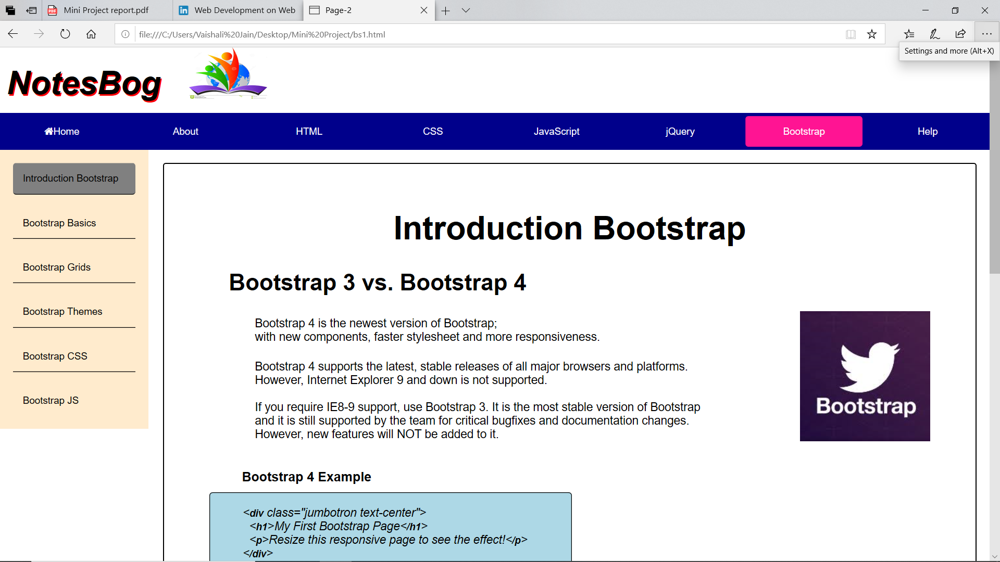 Mini Project report.pdf
Web Development on Web
Page-2
file:///C:/Users/Vaishali%20Jain/Desktop/Mini%20Project/bs1.html
Settings and more (Alt+X)
NotesBog
Home About HTML CSS JavaScript jQuery Bootstrap Help
Introduction Bootstrap
Bootstrap Basics
Bootstrap Grids
Bootstrap Themes
Bootstrap CSS
Bootstrap JS
Introduction Bootstrap
Bootstrap 3 vs. Bootstrap 4
Bootstrap 4 is the newest version of Bootstrap;
with new components, faster stylesheet and more responsiveness.
Bootstrap 4 supports the latest, stable releases of all major browsers and platforms.
However, Internet Explorer 9 and down is not supported.
If you require IE8-9 support, use Bootstrap 3. It is the most stable version of Bootstrap
and it is still supported by the team for critical bugfixes and documentation changes.
However, new features will NOT be added to it.
Bootstrap
Bootstrap 4 Example
<div class="jumbotron text-center">
<h1>My First Bootstrap Page</h1>
<p>Resize this responsive page to see the effect!</p>
</div>